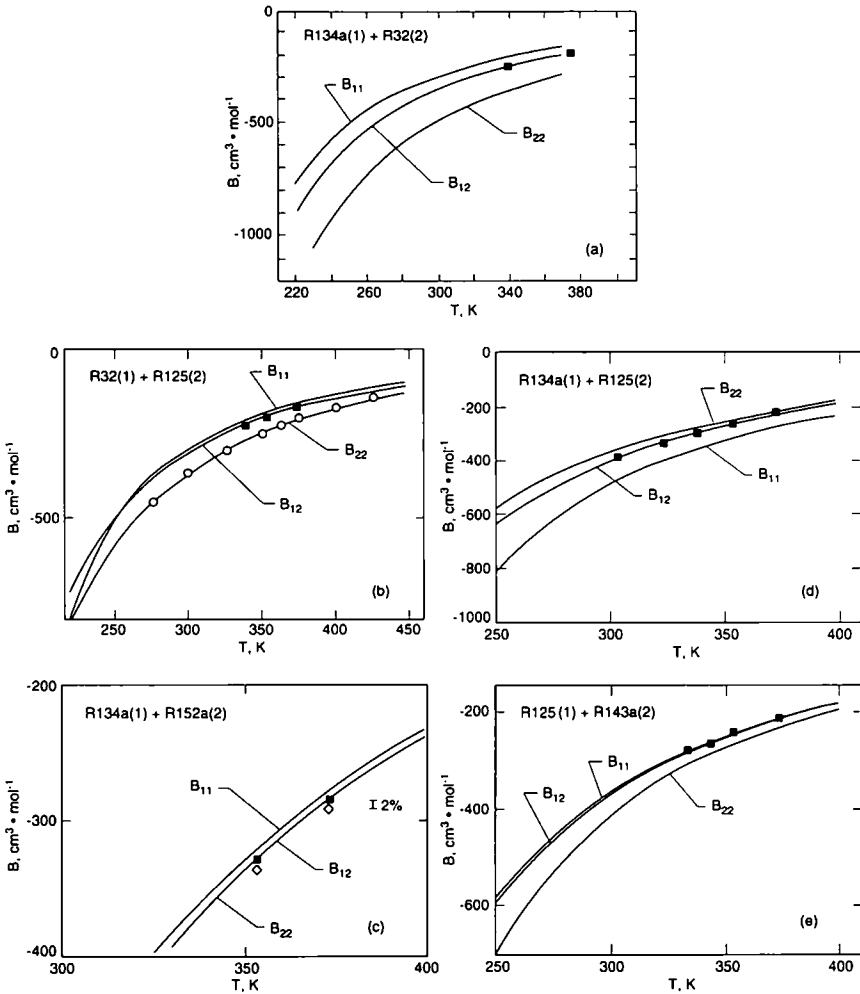 0
R134a(1) + R32(2)
B11
B22
B12
-500
-1000
B, cm³ • mol⁻¹
(a)
220 260 300 340 380
T, K
0
R32(1) + R125(2)
B11
B22
B12
-500
B, cm³ • mol⁻¹
(b)
250 300 350 400 450
T, K
0
R134a(1) + R125(2)
B22
B11
B12
-200
-400
-600
-800
-1000
B, cm³ • mol⁻¹
(d)
250 300 350 400
T, K
-200
R134a(1) + R152a(2)
B11
I 2%
B12
B22
-300
-400
B, cm³ • mol⁻¹
(c)
300 350 400
T, K
R125(1) + R143a(2)
B11
B12
B22
-200
-400
-600
B, cm³ • mol⁻¹
(e)
250 300 350 400
T, K